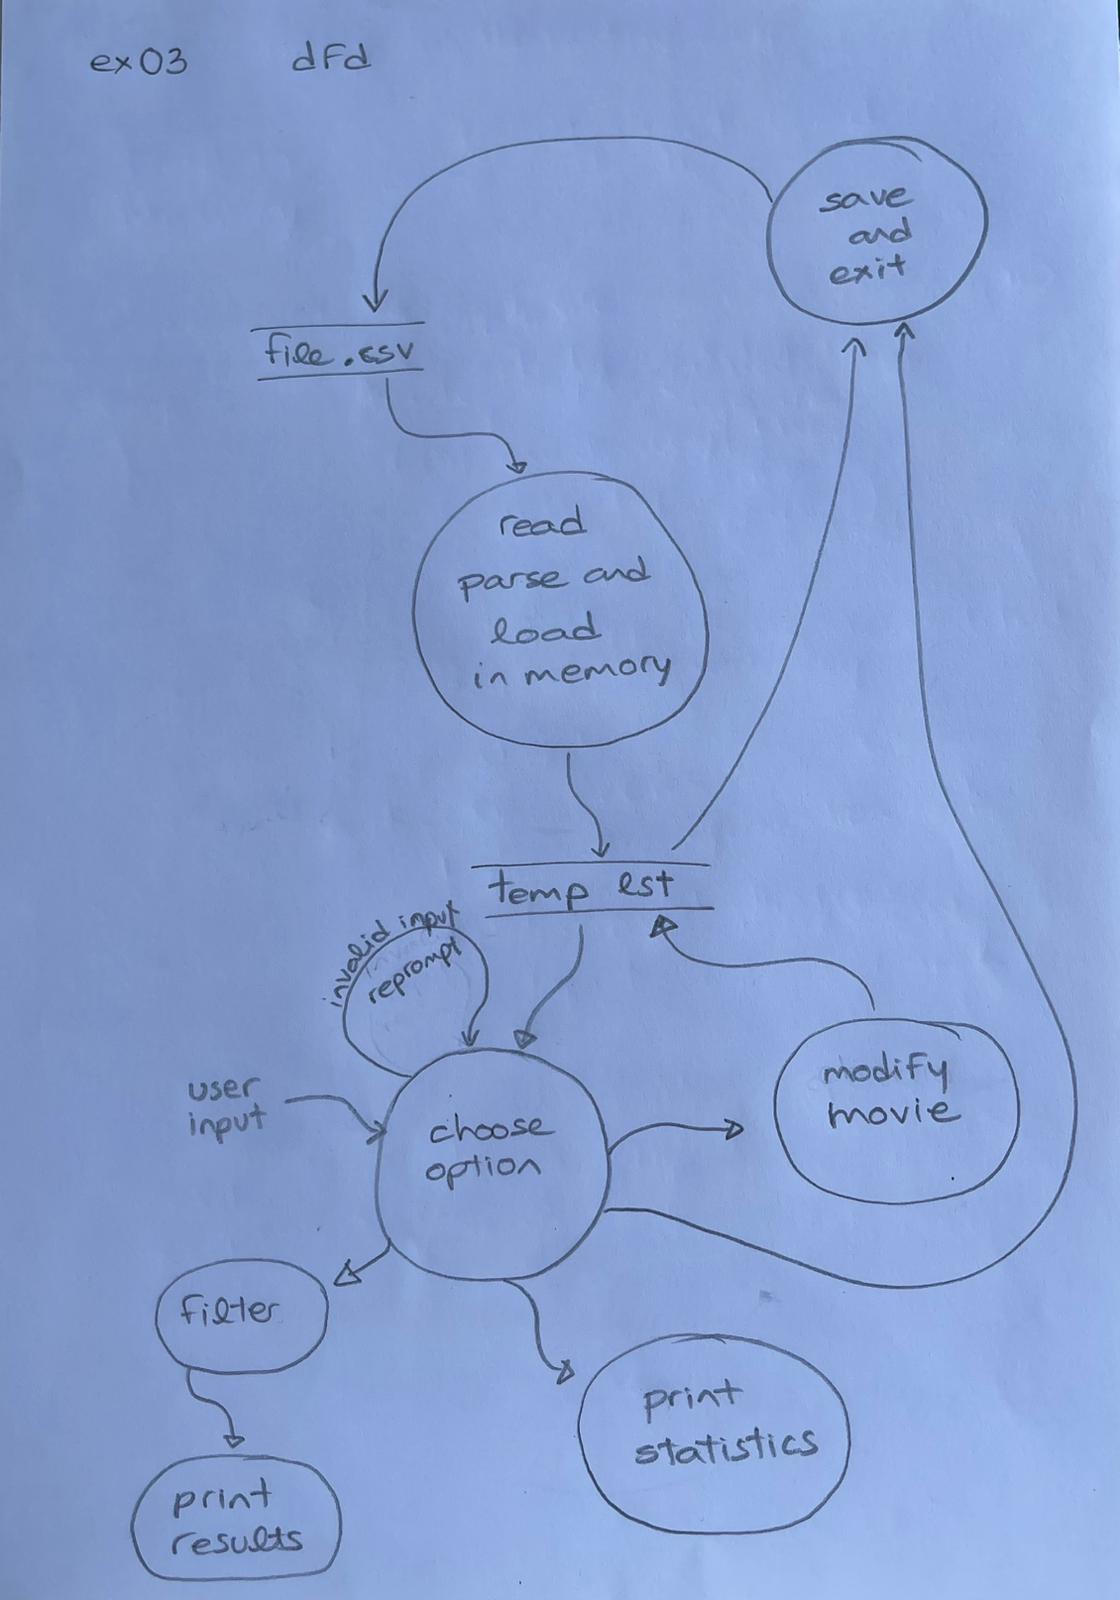 ex03 dfd
save
and
exit
file.csv
read
parse and
load
in memory
temp lst
invalid input
reprompt
user
input
choose
option
modify
movie
filter
print
statistics
print
results